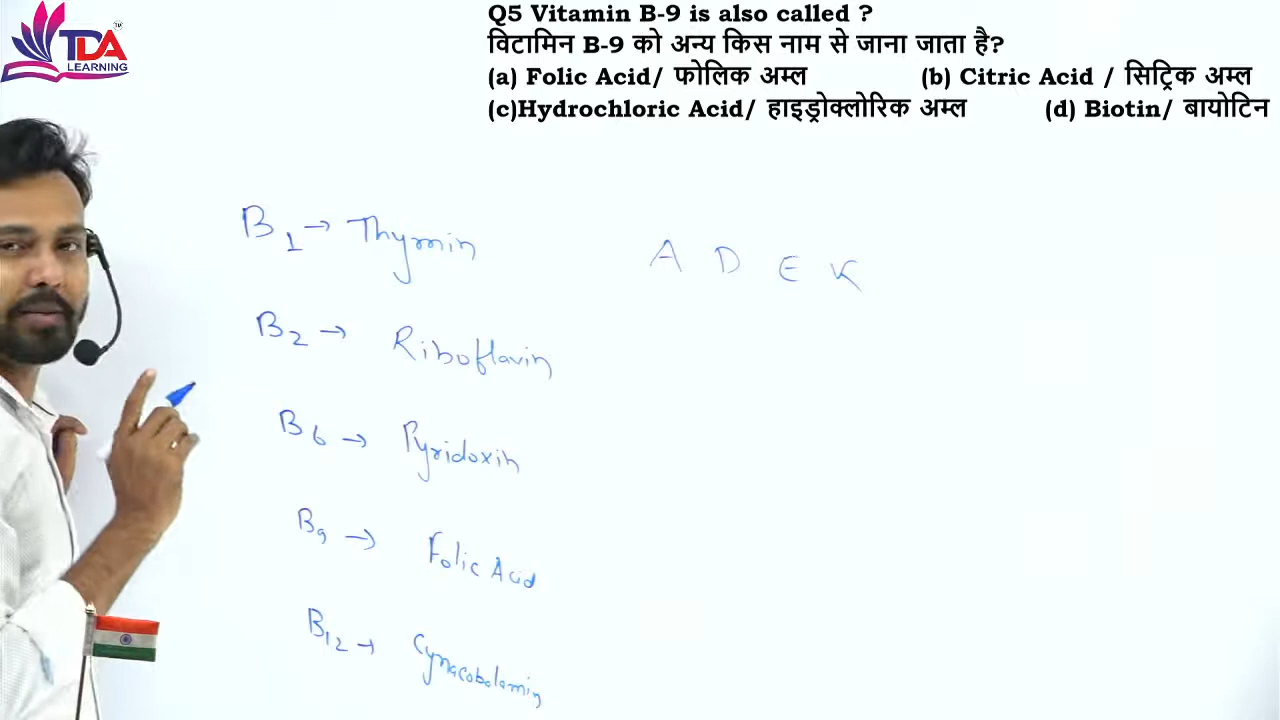 TDA
LEARNING
Q5 Vitamin B-9 is also called ?
विटामिन B-9 को अन्य किस नाम से जाना जाता है?
(a) Folic Acid/ फोलिक अम्ल (b) Citric Acid / सिट्रिक अम्ल
(c)Hydrochloric Acid/ हाइड्रोक्लोरिक अम्ल (d) Biotin/ बायोटिन
B1 → Thymin
A D E K
B2 → Riboflavin
B6 → Pyridoxin
B9 → Folic Acid
B12 → Cynacobalamin